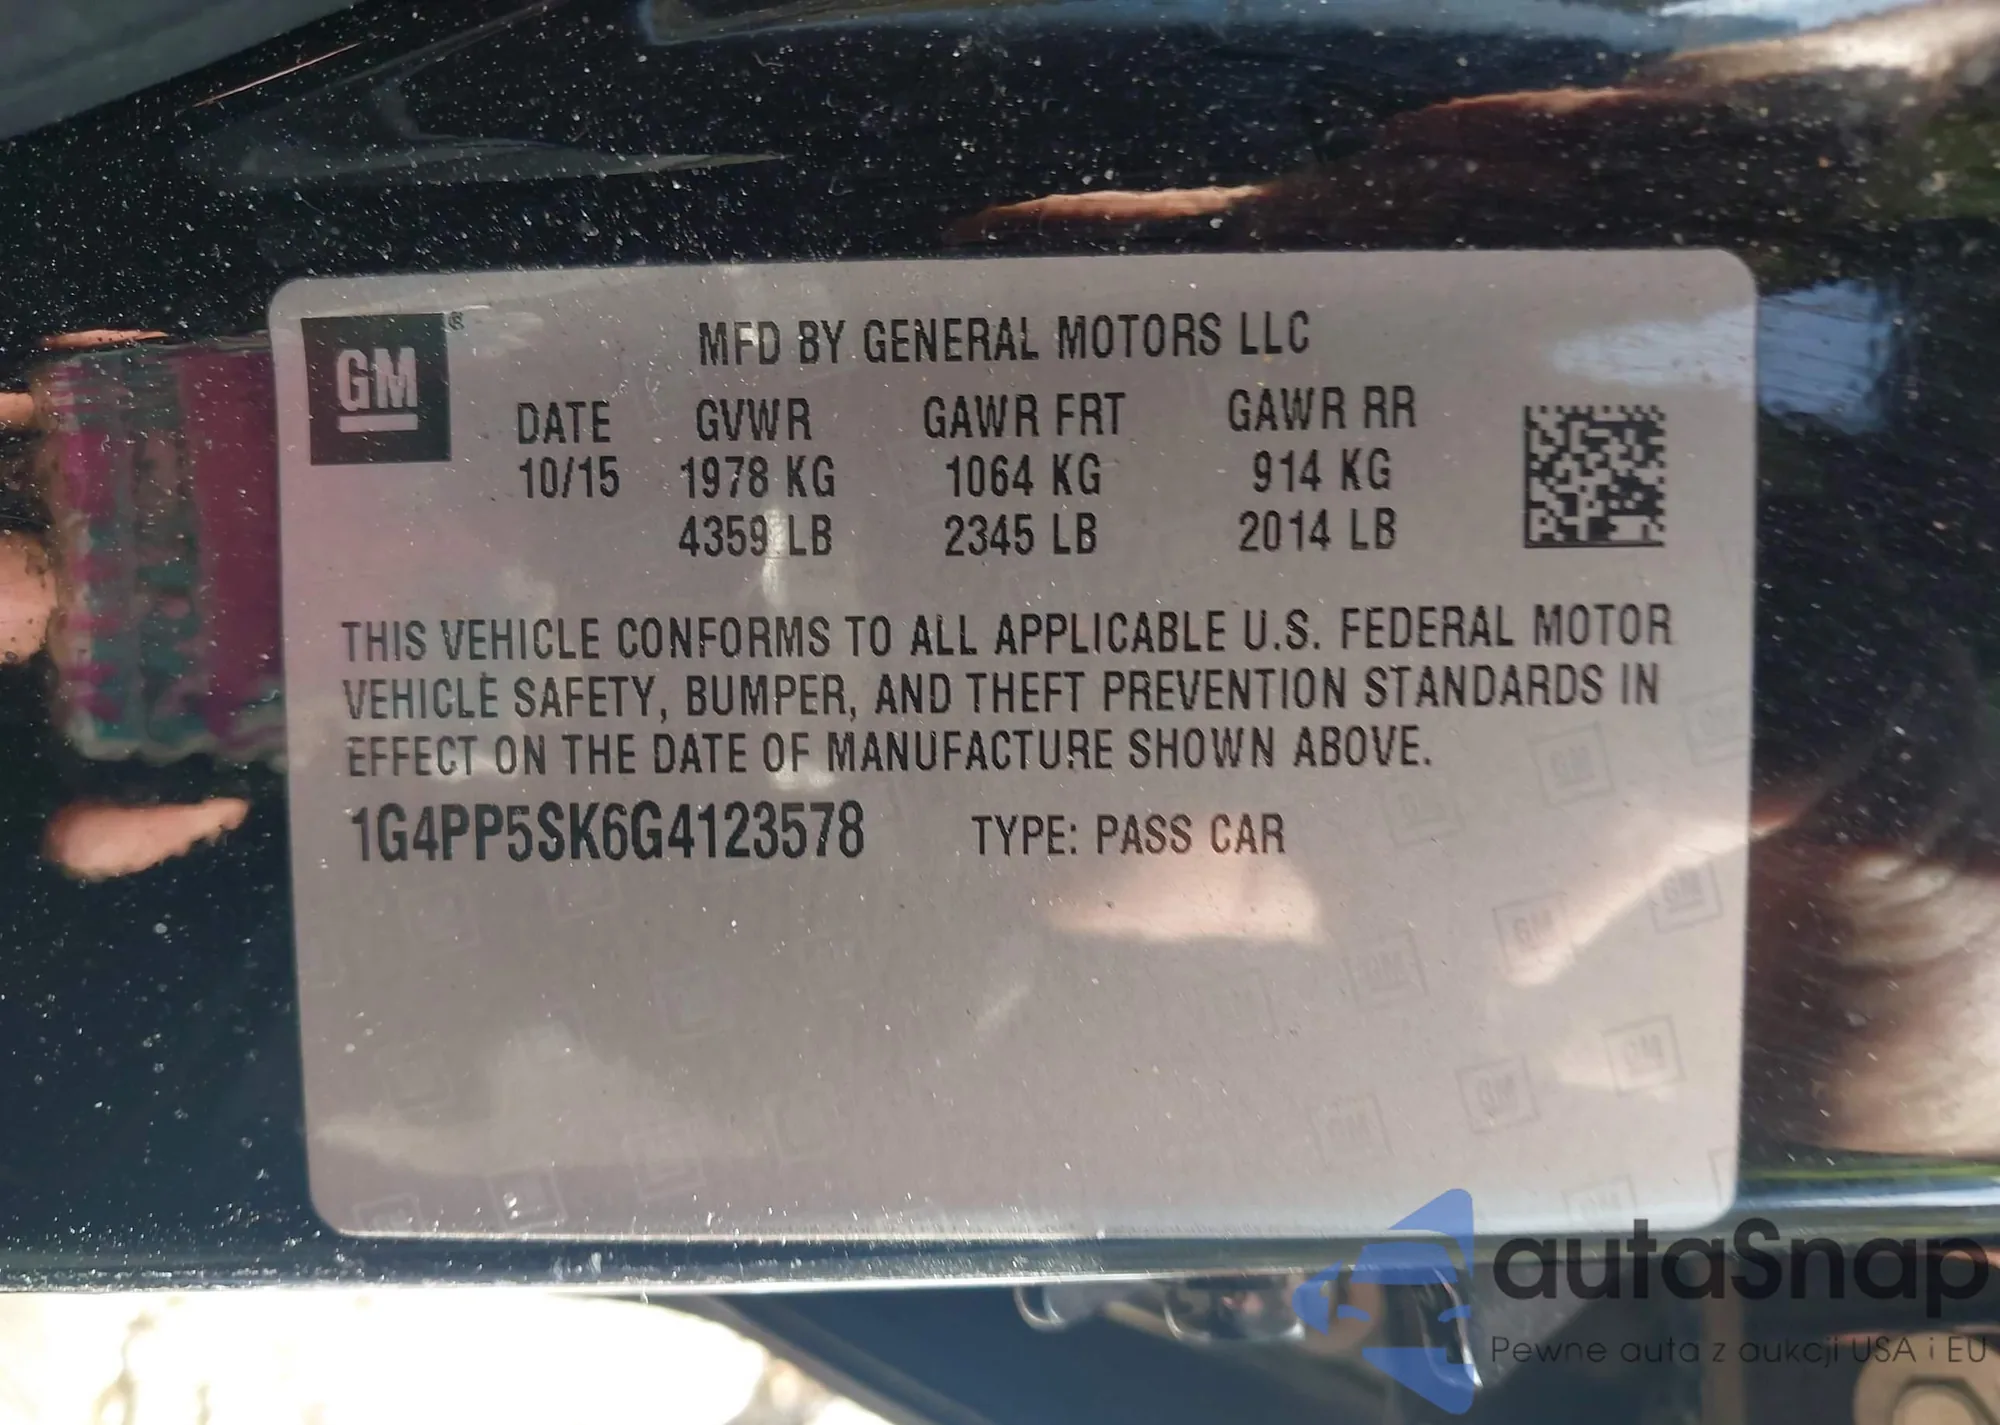 GM ®
MFD BY GENERAL MOTORS LLC
DATE GVWR GAWR FRT GAWR RR
10/15 1978 KG 1064 KG 914 KG
4359 LB 2345 LB 2014 LB
THIS VEHICLE CONFORMS TO ALL APPLICABLE U.S. FEDERAL MOTOR
VEHICLE SAFETY, BUMPER, AND THEFT PREVENTION STANDARDS IN
EFFECT ON THE DATE OF MANUFACTURE SHOWN ABOVE.
1G4PP5SK6G4123578 TYPE: PASS CAR
autaSnap
Pewne auta z aukcji USA i EU